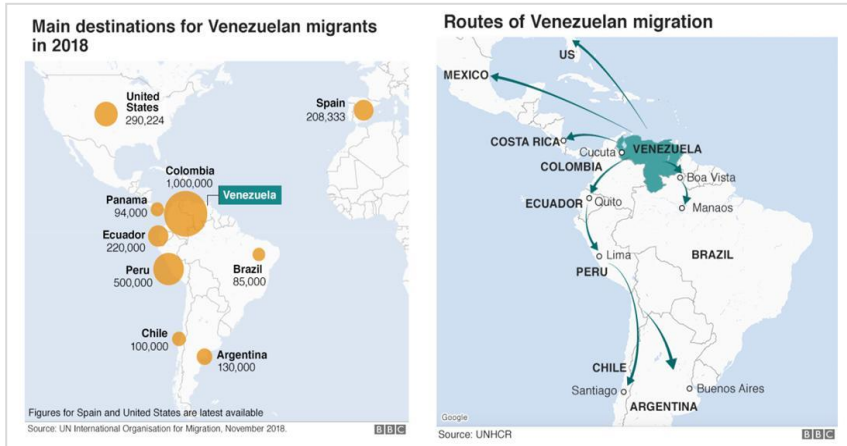 Main destinations for Venezuelan migrants
in 2018
United
States
290,224
Spain
208,333
Colombia
1,000,000
Venezuela
Panama
94,000
Ecuador
220,000
Peru
500,000
Brazil
85,000
Chile
100,000
Argentina
130,000
Figures for Spain and United States are latest available
Source: UN International Organisation for Migration, November 2018.
BBC
Routes of Venezuelan migration
US
MEXICO
COSTA RICA
Cucuta
VENEZUELA
COLOMBIA
Boa Vista
ECUADOR
Quito
Manaos
Lima
BRAZIL
PERU
CHILE
Santiago
Buenos Aires
ARGENTINA
Google
Source: UNHCR
BBC